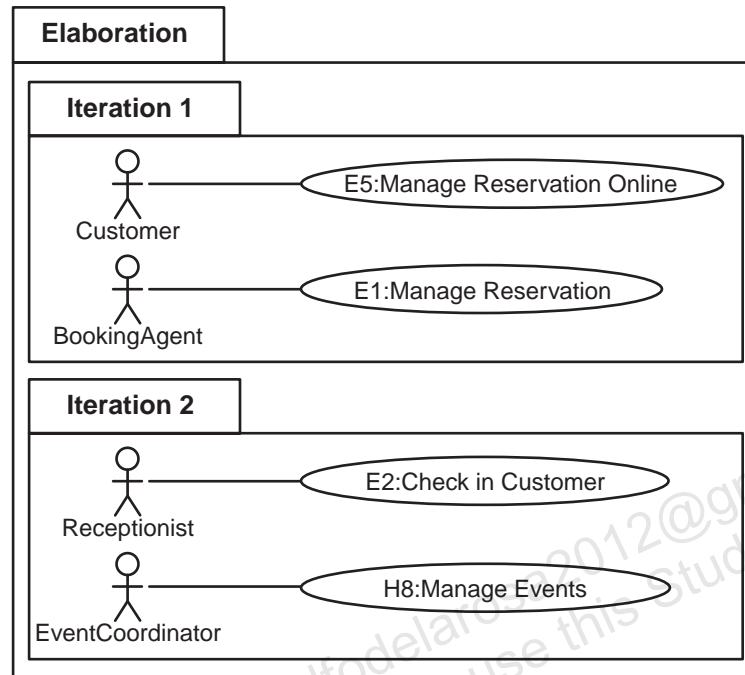 Elaboration
Iteration 1
E5:Manage Reservation Online
Customer
E1:Manage Reservation
BookingAgent
Iteration 2
E2:Check in Customer
Receptionist
H8:Manage Events
EventCoordinator